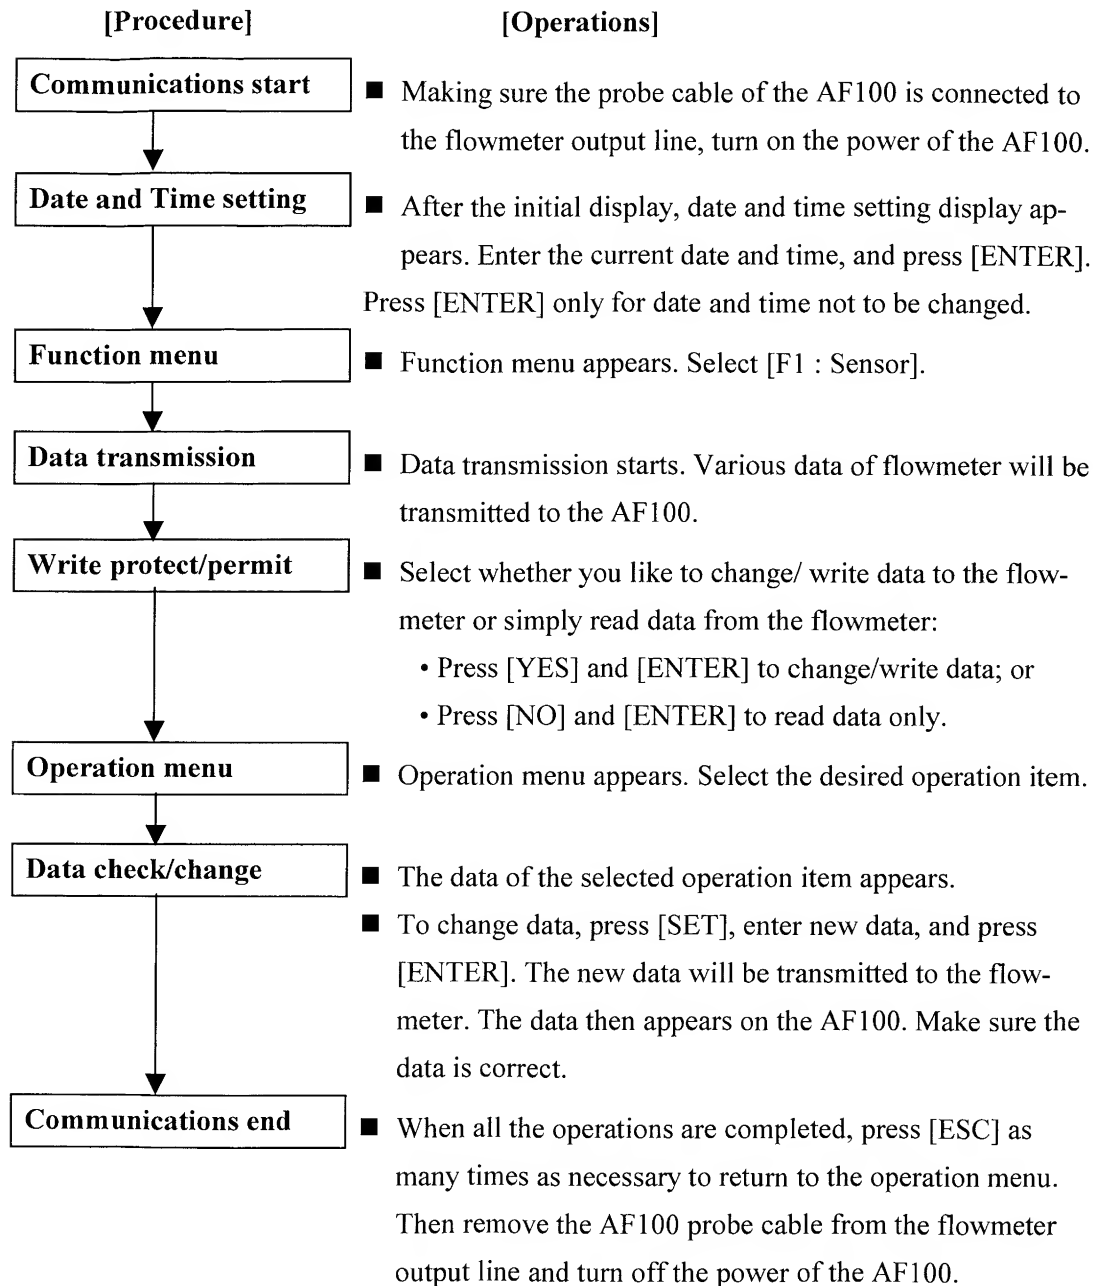 [Procedure] [Operations]
Communications start
■ Making sure the probe cable of the AF100 is connected to
the flowmeter output line, turn on the power of the AF100.
Date and Time setting
■ After the initial display, date and time setting display ap-
pears. Enter the current date and time, and press [ENTER].
Press [ENTER] only for date and time not to be changed.
Function menu
■ Function menu appears. Select [F1 : Sensor].
Data transmission
■ Data transmission starts. Various data of flowmeter will be
transmitted to the AF100.
Write protect/permit
■ Select whether you like to change/ write data to the flow-
meter or simply read data from the flowmeter:
• Press [YES] and [ENTER] to change/write data; or
• Press [NO] and [ENTER] to read data only.
Operation menu
■ Operation menu appears. Select the desired operation item.
Data check/change
■ The data of the selected operation item appears.
■ To change data, press [SET], enter new data, and press
[ENTER]. The new data will be transmitted to the flow-
meter. The data then appears on the AF100. Make sure the
data is correct.
Communications end
■ When all the operations are completed, press [ESC] as
many times as necessary to return to the operation menu.
Then remove the AF100 probe cable from the flowmeter
output line and turn off the power of the AF100.